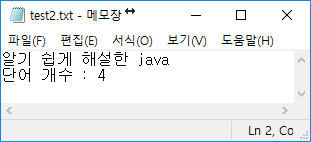 test2.txt - 메모장
파일(F) 편집(E) 서식(O) 보기(V) 도움말(H)
알기 쉽게 해설한 java
단어 개수 : 4
Ln 2, Co